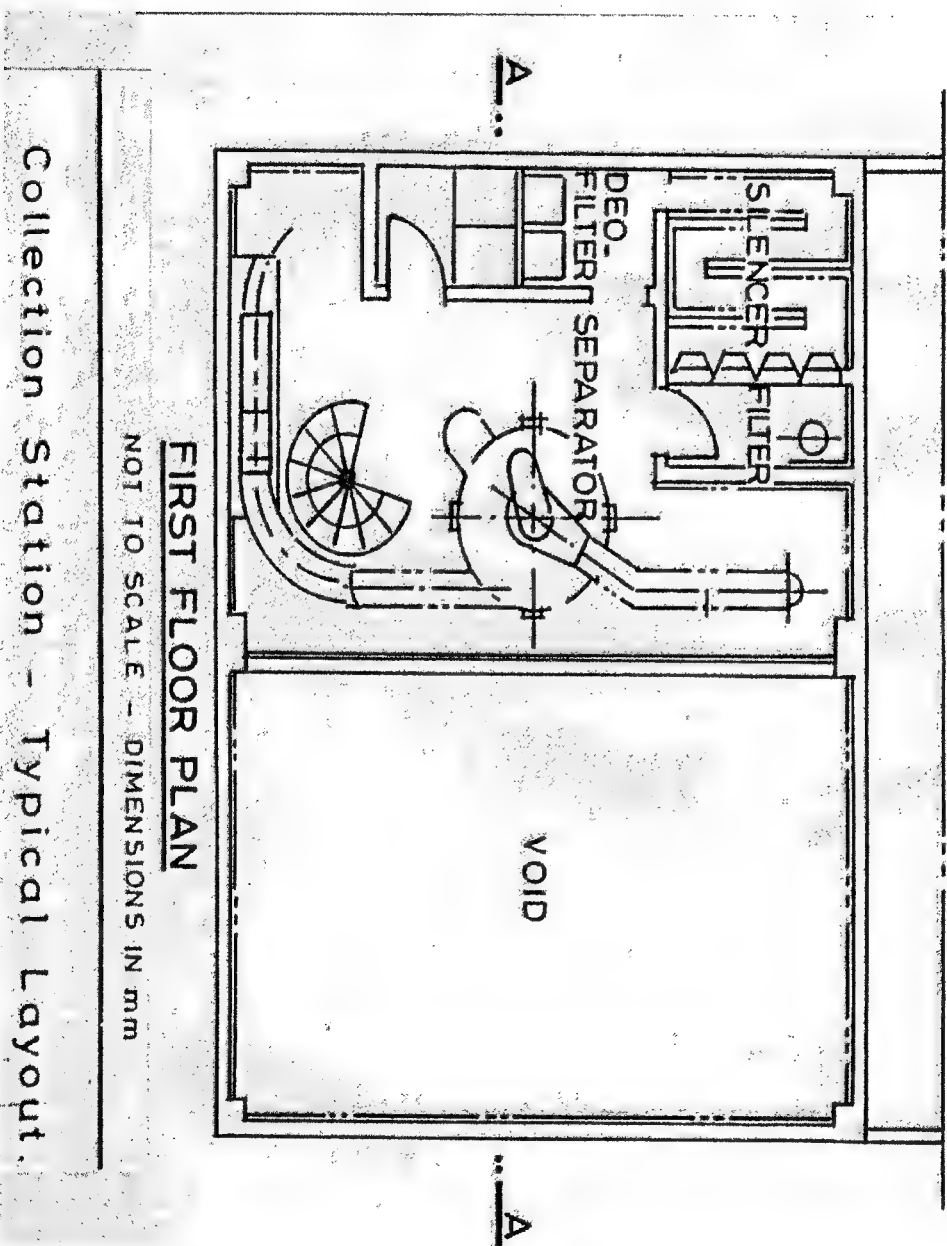 A
A
SILENCER
FILTER
DEO.
FILTER
SEPARATOR
VOID
FIRST FLOOR PLAN
NOT TO SCALE - DIMENSIONS IN mm
Collection Station - Typical Layout.